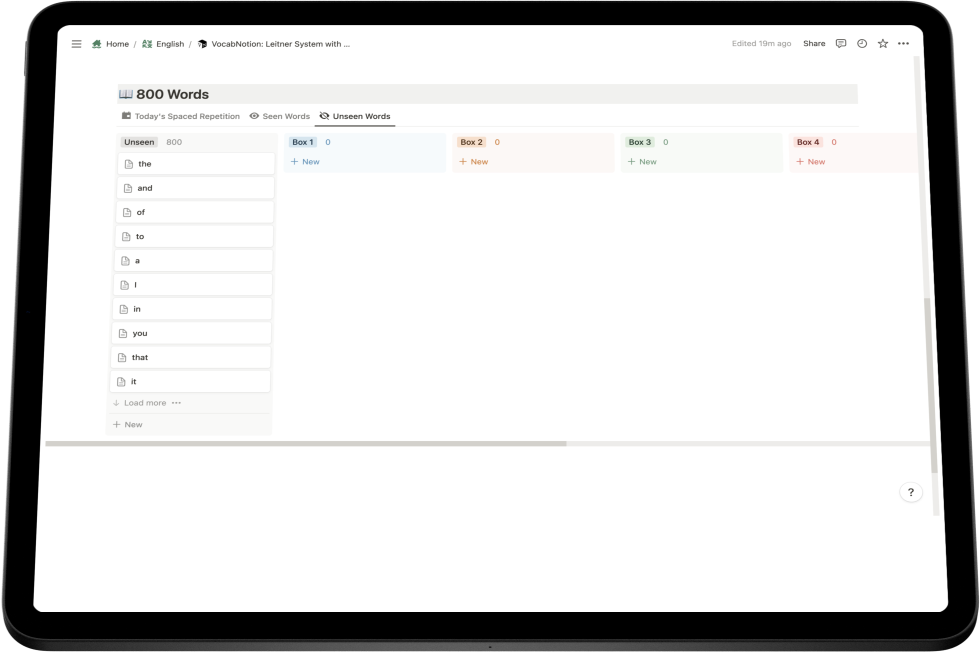 Home / English / VocabNotion: Leitner System with ... Edited 19m ago Share
800 Words
Today's Spaced Repetition Seen Words Unseen Words
Unseen 800 Box 1 0 Box 2 0 Box 3 0 Box 4 0
the + New + New + New + New
and
of
to
a
I
in
you
that
it
Load more
+ New
?